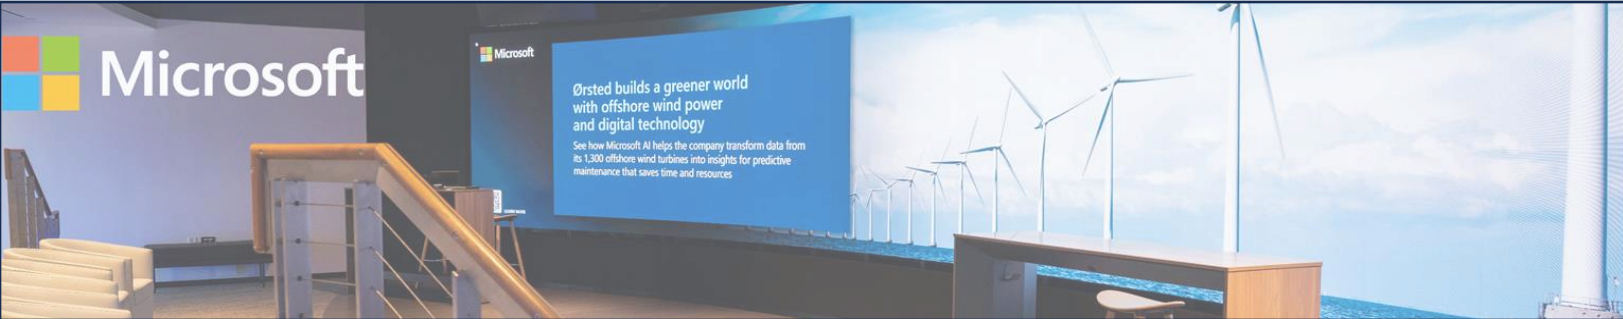 Microsoft
Microsoft
Ørsted builds a greener world
with offshore wind power
and digital technology
See how Microsoft AI helps the company transform data from
its 1,300 offshore wind turbines into insights for predictive
maintenance that saves time and resources